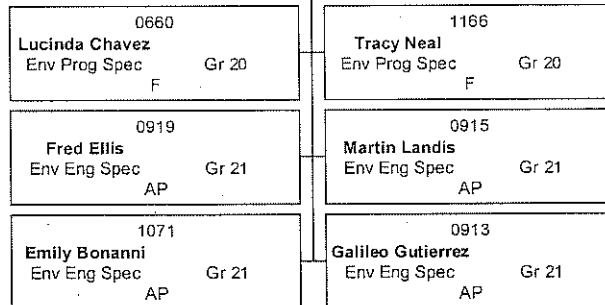 0660
Lucinda Chavez
Env Prog Spec Gr 20
F
1166
Tracy Neal
Env Prog Spec Gr 20
F
0919
Fred Ellis
Env Eng Spec Gr 21
AP
0915
Martin Landis
Env Eng Spec Gr 21
AP
1071
Emily Bonanni
Env Eng Spec Gr 21
AP
0913
Galileo Gutierrez
Env Eng Spec Gr 21
AP